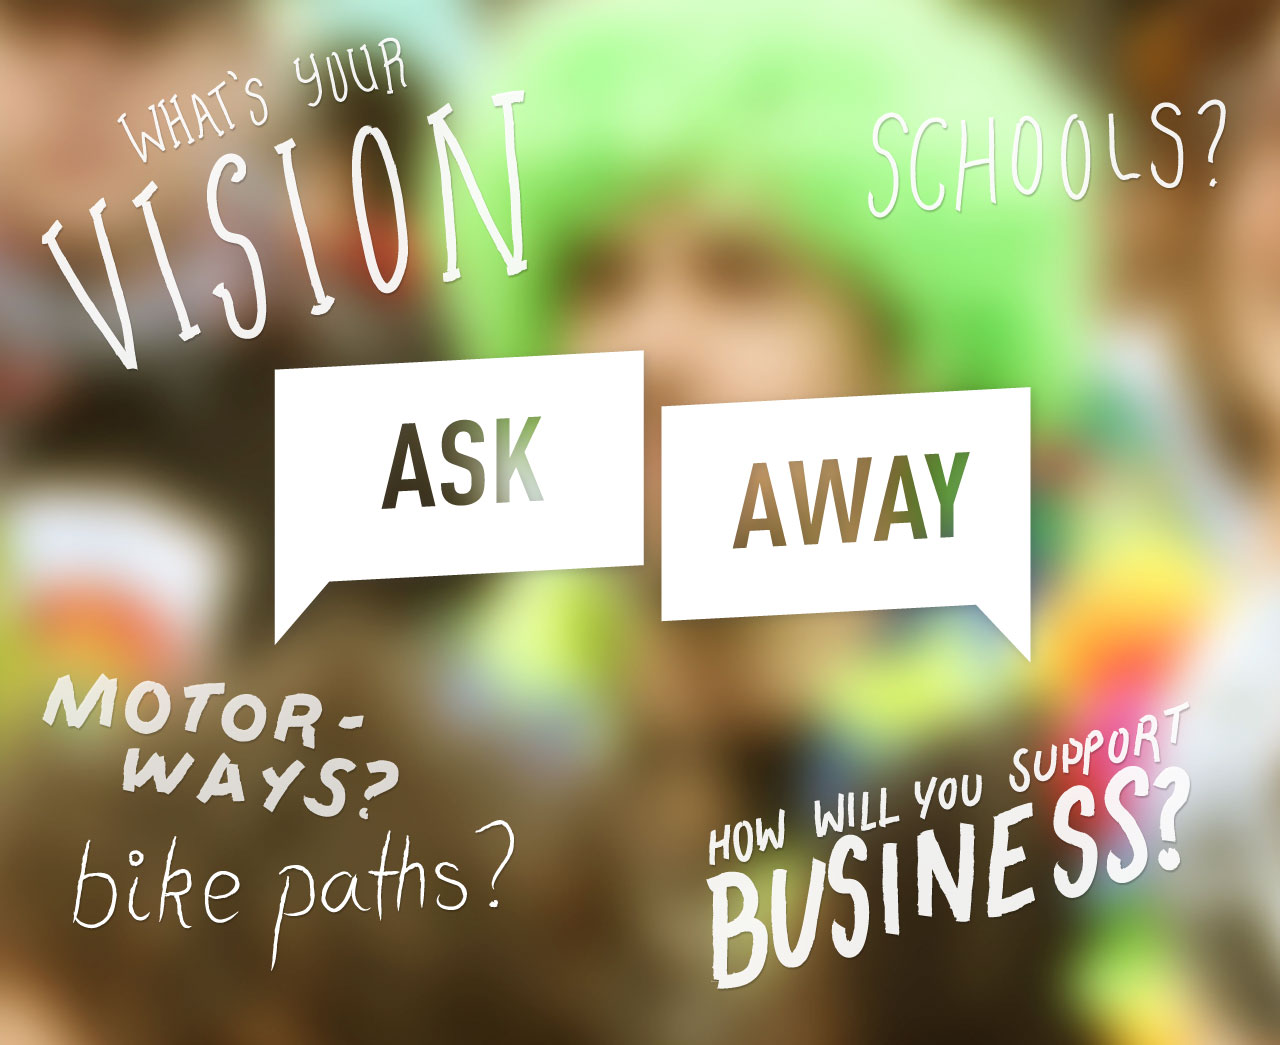 WHAT'S YOUR
VISION
SCHOOLS?
ASK
AWAY
MOTOR-
WAYS?
bike paths?
HOW WILL YOU SUPPORT
BUSINESS?